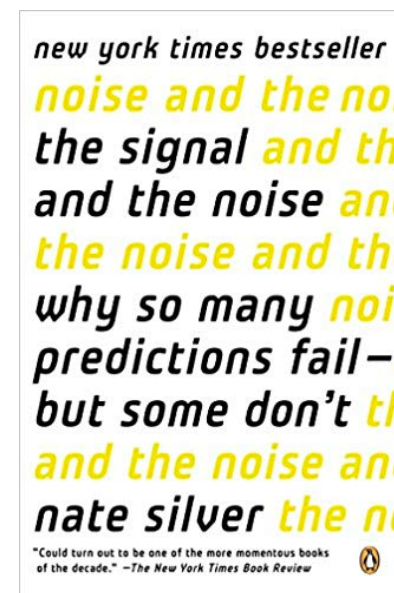 new york times bestseller
noise and the no
the signal and th
and the noise an
the noise and th
why so many noi
predictions fail—
but some don't th
and the noise an
nate silver the n
"Could turn out to be one of the more momentous books
of the decade." —The New York Times Book Review